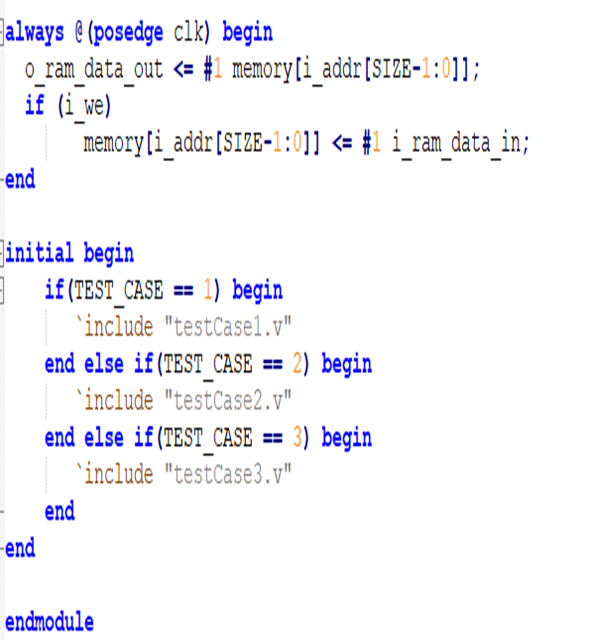 always @(posedge clk) begin
o_ram_data_out <= #1 memory[i_addr[SIZE-1:0]];
if (i_we)
memory[i_addr[SIZE-1:0]] <= #1 i_ram_data_in;
end
initial begin
if(TEST_CASE == 1) begin
`include "testCase1.v"
end else if(TEST_CASE == 2) begin
`include "testCase2.v"
end else if(TEST_CASE == 3) begin
`include "testCase3.v"
end
end
endmodule